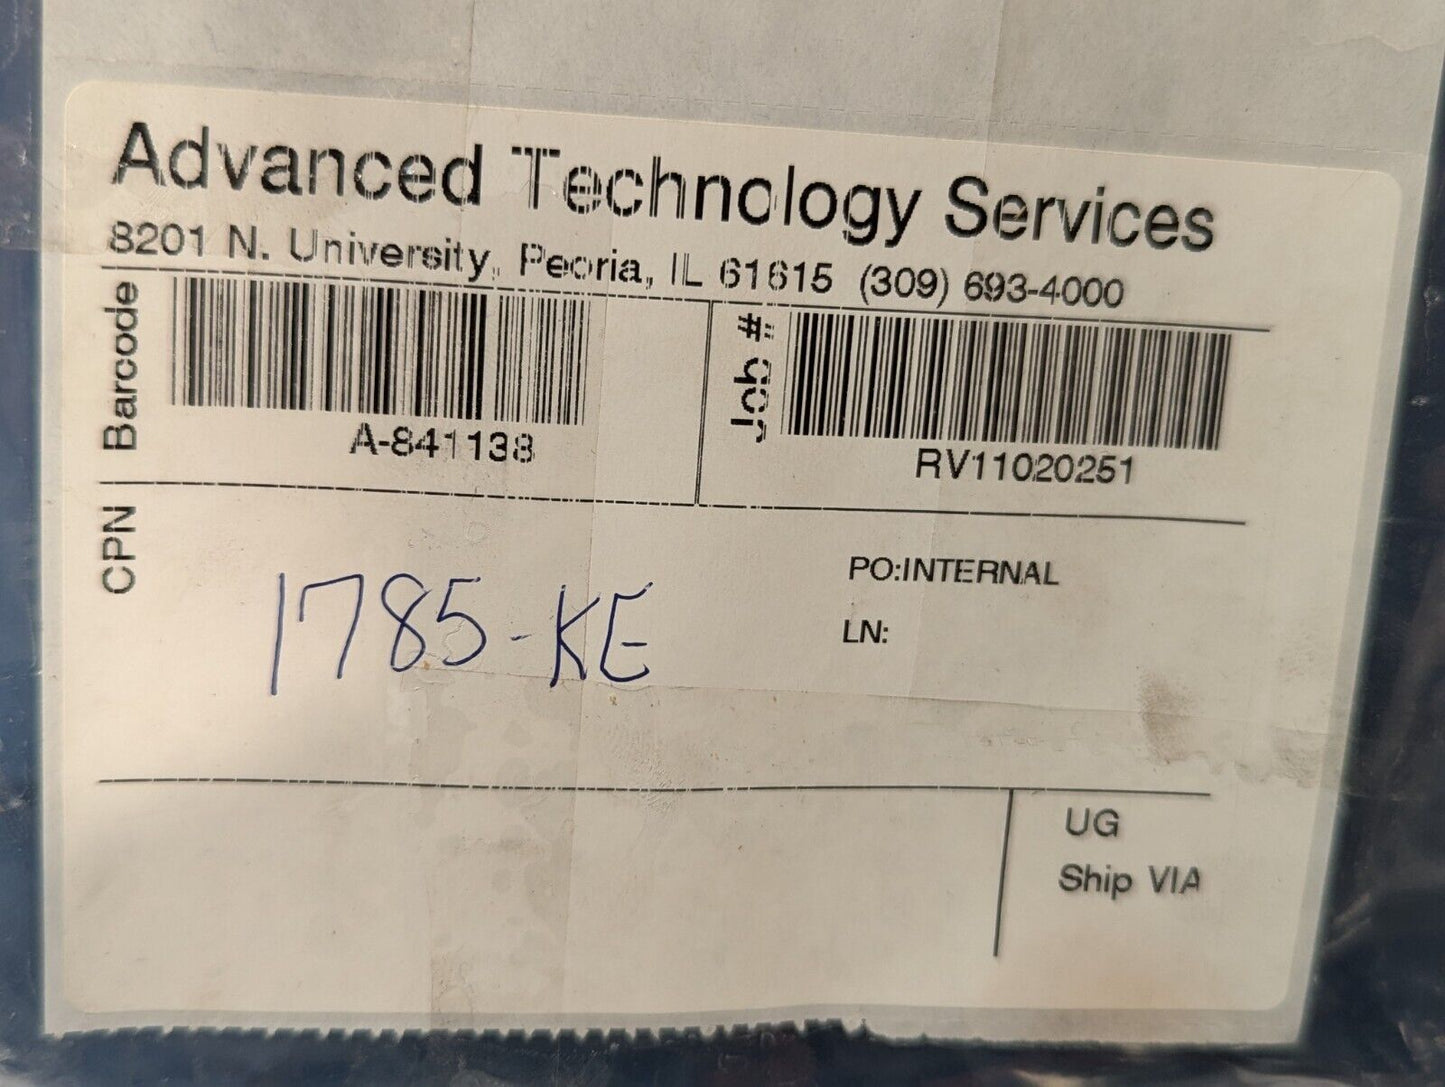 Advanced Technology Services
8201 N. University, Peoria, IL 61615 (309) 693-4000
Barcode
A-841138
Job #:
RV11020251
CPN
1785-KE
PO:INTERNAL
LN:
UG
Ship VIA